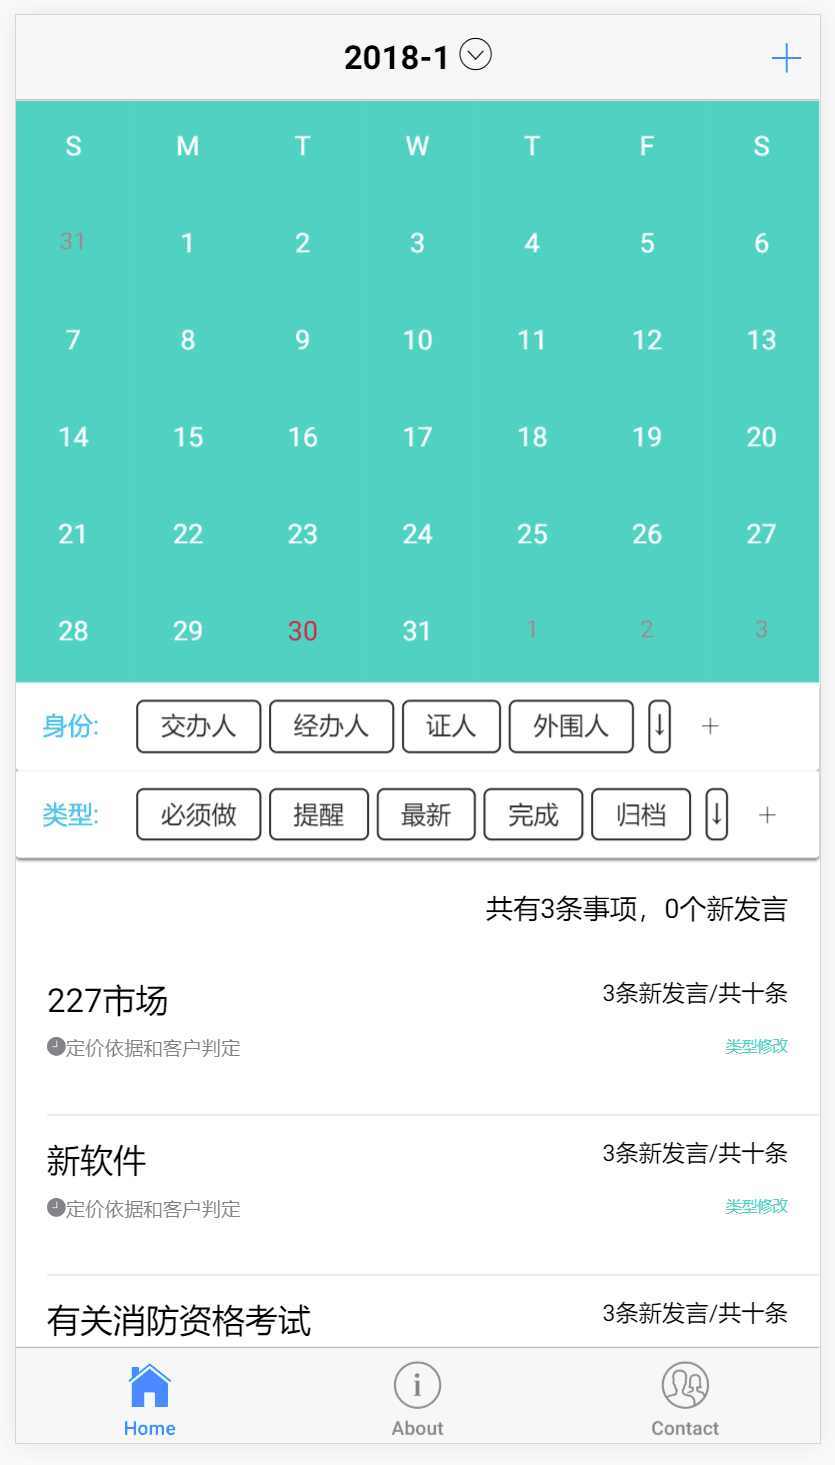 2018-1
S M T W T F S
31 1 2 3 4 5 6
7 8 9 10 11 12 13
14 15 16 17 18 19 20
21 22 23 24 25 26 27
28 29 30 31 1 2 3
身份: 交办人 经办人 证人 外围人 ↓ +
类型: 必须做 提醒 最新 完成 归档 ↓ +
共有3条事项，0个新发言
227市场 3条新发言/共十条
定价依据和客户判定 类型修改
新软件 3条新发言/共十条
定价依据和客户判定 类型修改
有关消防资格考试 3条新发言/共十条
Home About Contact